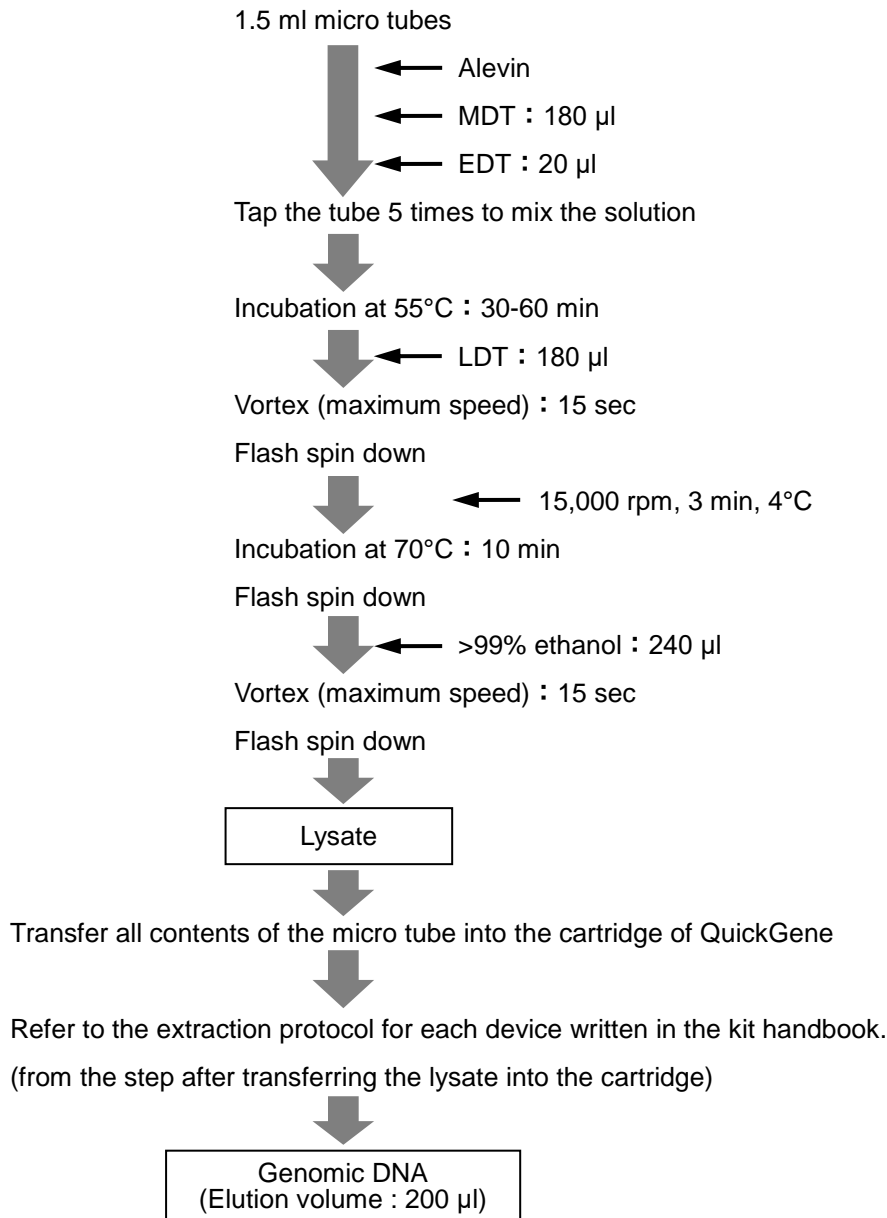 1.5 ml micro tubes
Alevin
MDT：180 µl
EDT：20 µl
Tap the tube 5 times to mix the solution
Incubation at 55°C：30-60 min
LDT：180 µl
Vortex (maximum speed)：15 sec
Flash spin down
15,000 rpm, 3 min, 4°C
Incubation at 70°C：10 min
Flash spin down
>99% ethanol：240 µl
Vortex (maximum speed)：15 sec
Flash spin down
Lysate
Transfer all contents of the micro tube into the cartridge of QuickGene
Refer to the extraction protocol for each device written in the kit handbook.
(from the step after transferring the lysate into the cartridge)
Genomic DNA
(Elution volume : 200 µl)